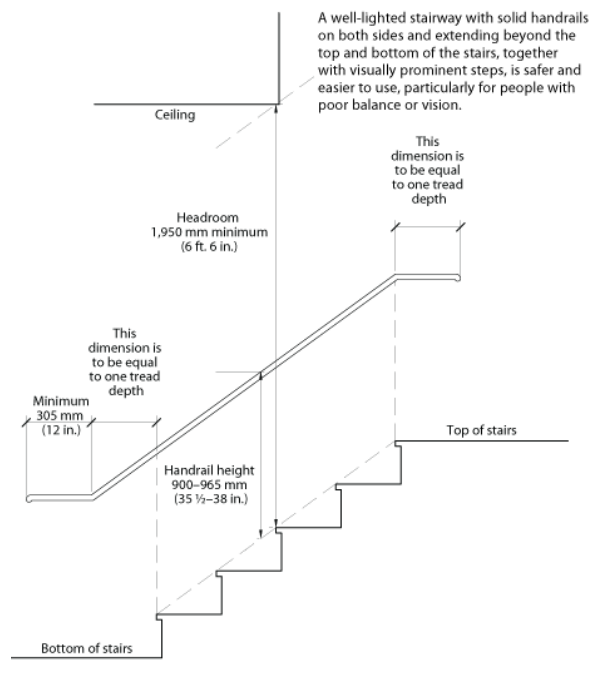 A well-lighted stairway with solid handrails
on both sides and extending beyond the
top and bottom of the stairs, together
with visually prominent steps, is safer and
easier to use, particularly for people with
poor balance or vision.
Ceiling
This
dimension is
to be equal
to one tread
depth
Headroom
1,950 mm minimum
(6 ft. 6 in.)
This
dimension is
to be equal
to one tread
depth
Minimum
305 mm
(12 in.)
Top of stairs
Handrail height
900–965 mm
(35 ½–38 in.)
Bottom of stairs